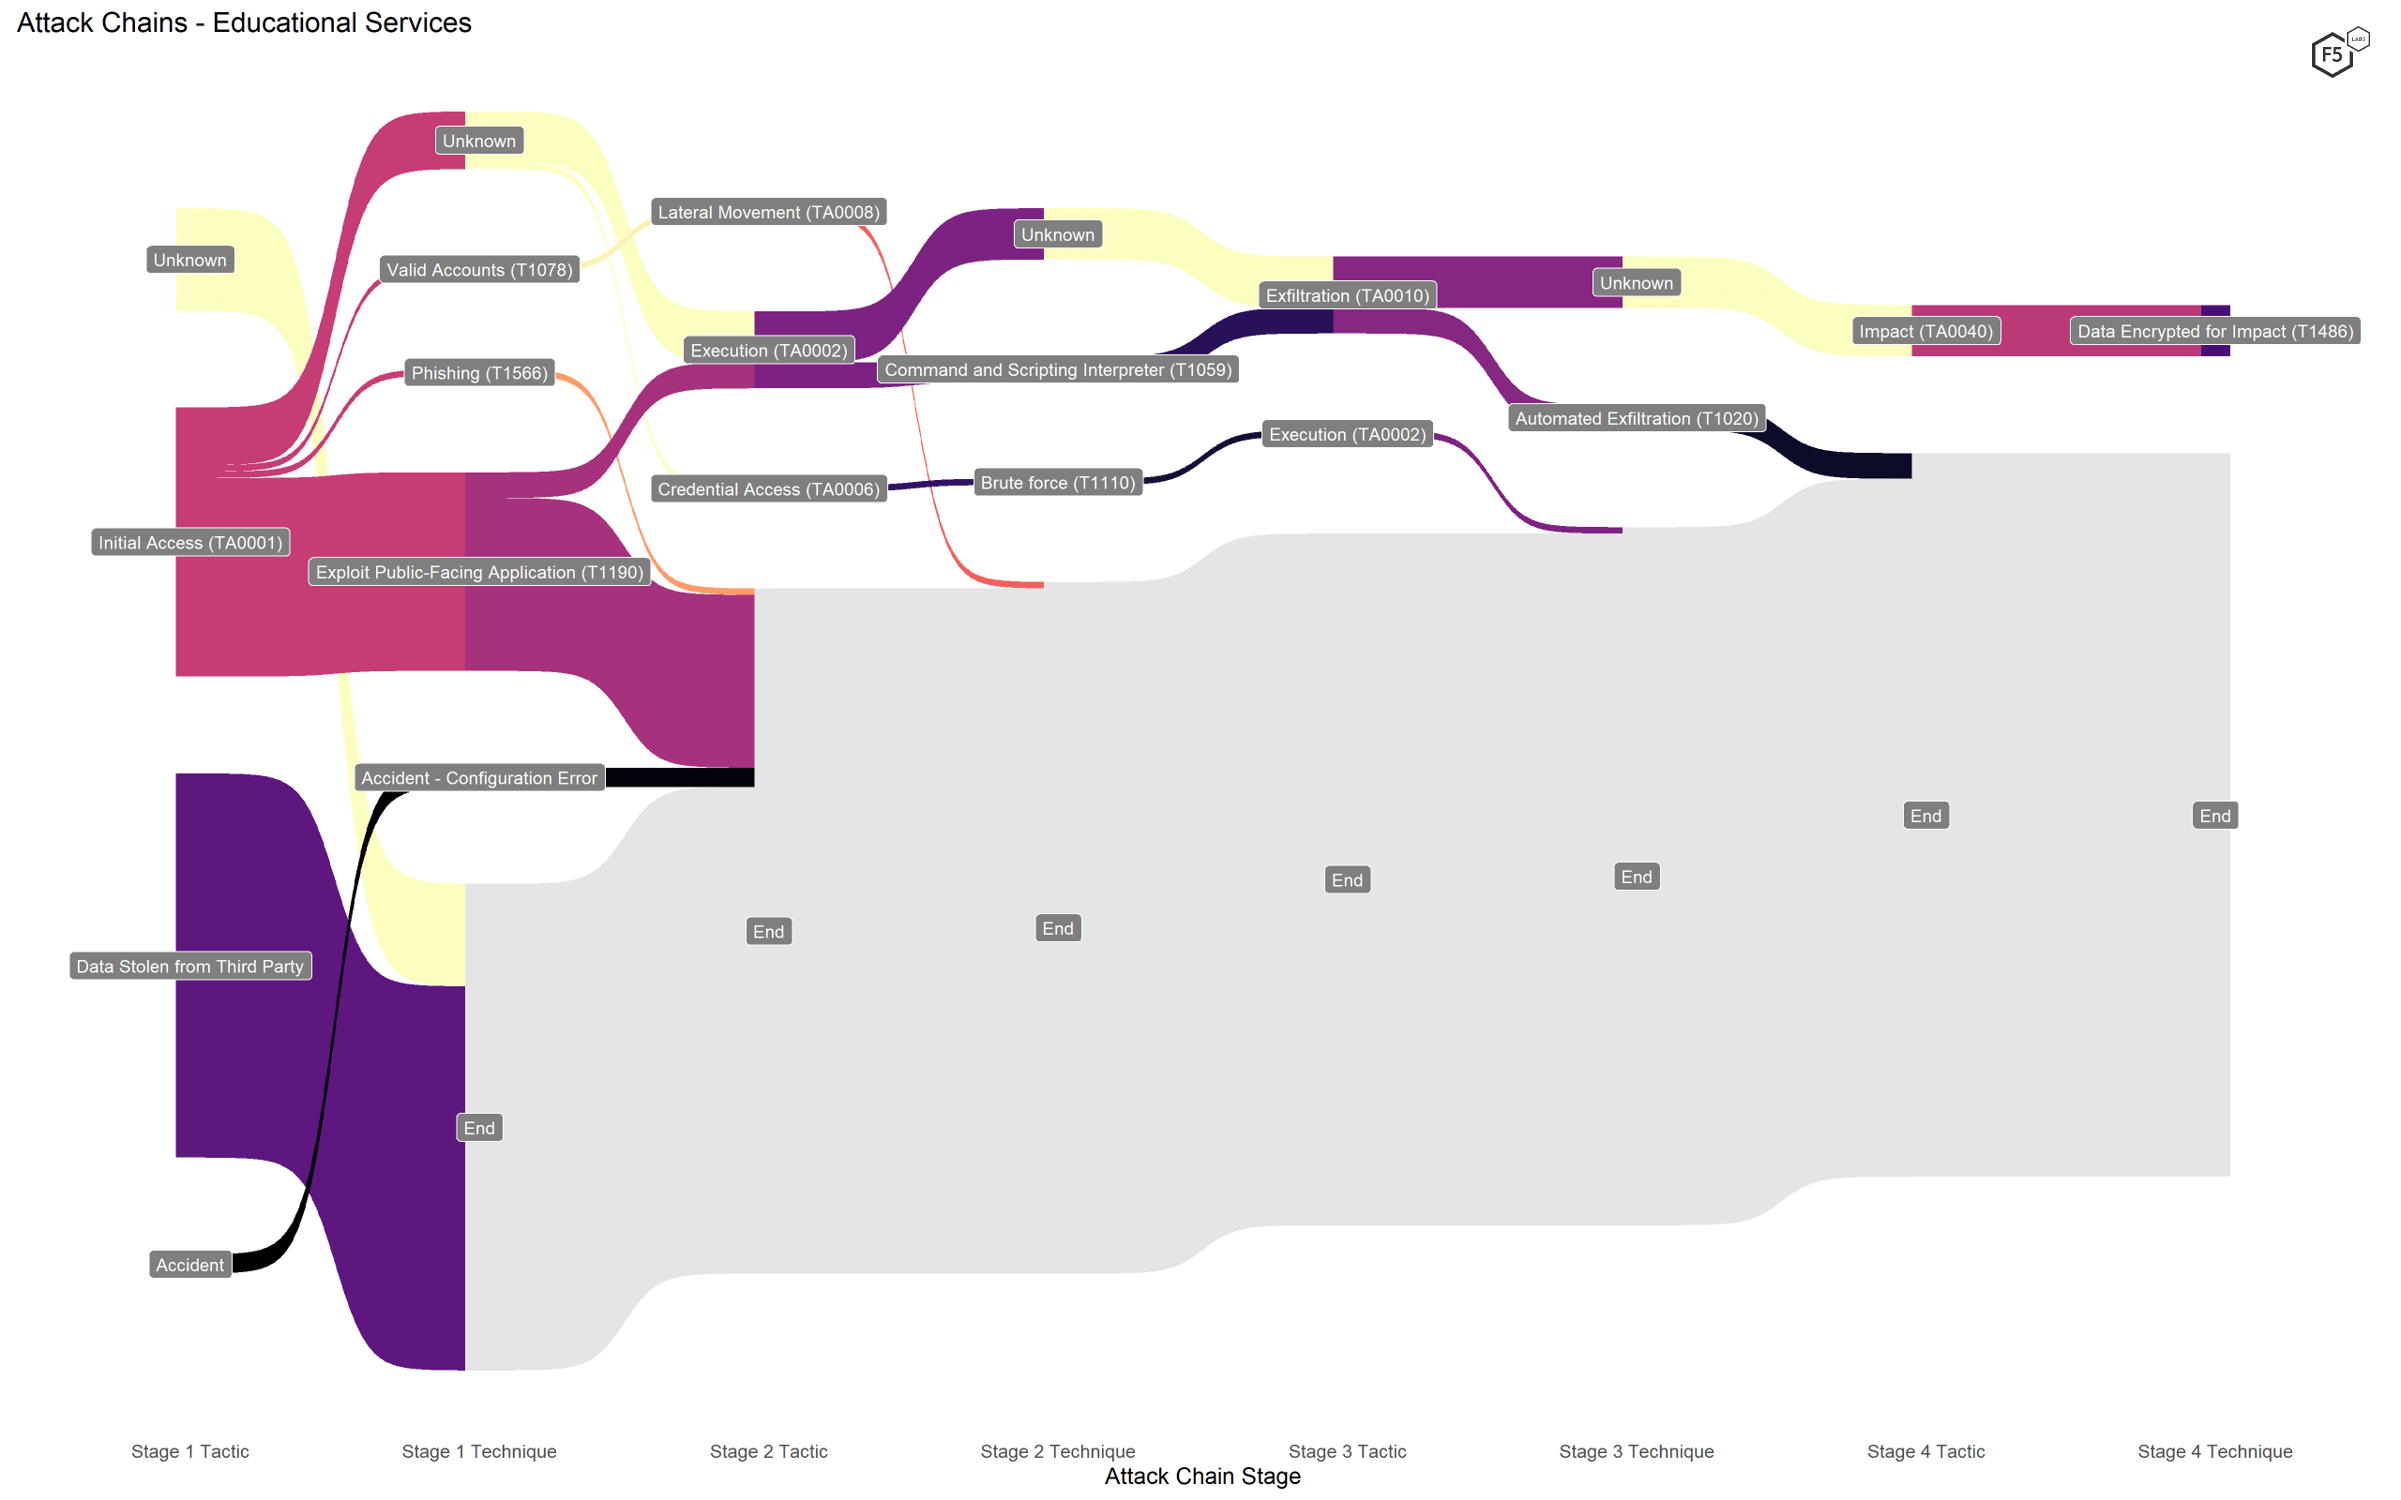 Attack Chains - Educational Services
F5
LABS
Unknown
Lateral Movement (TA0008)
Unknown
Valid Accounts (T1078)
Unknown
Unknown
Exfiltration (TA0010)
Impact (TA0040)
Data Encrypted for Impact (T1486)
Execution (TA0002)
Phishing (T1566)
Command and Scripting Interpreter (T1059)
Automated Exfiltration (T1020)
Execution (TA0002)
Credential Access (TA0006)
Brute force (T1110)
Initial Access (TA0001)
Exploit Public-Facing Application (T1190)
Accident - Configuration Error
End
End
End
End
End
End
Data Stolen from Third Party
End
Accident
Stage 1 Tactic
Stage 1 Technique
Stage 2 Tactic
Stage 2 Technique
Stage 3 Tactic
Stage 3 Technique
Stage 4 Tactic
Stage 4 Technique
Attack Chain Stage